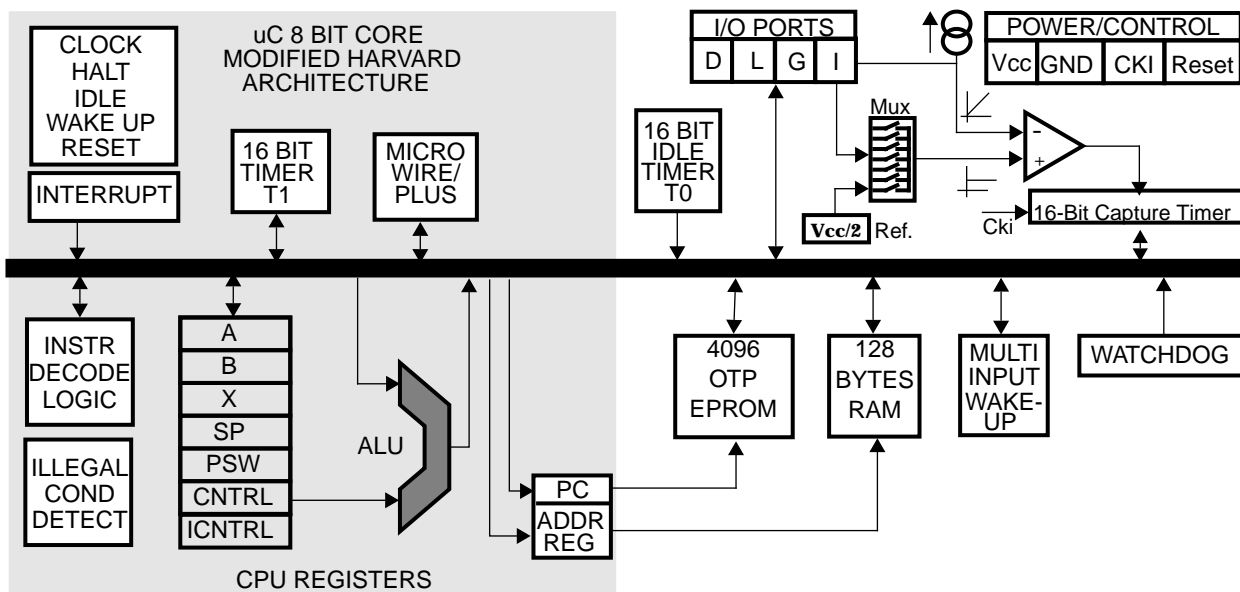 CLOCK
HALT
IDLE
WAKE UP
RESET
INTERRUPT
uC 8 BIT CORE
MODIFIED HARVARD
ARCHITECTURE
16 BIT
TIMER
T1
MICRO
WIRE/
PLUS
I/O PORTS
D L G I
POWER/CONTROL
Vcc GND CKI Reset
16 BIT
IDLE
TIMER
T0
Mux
-
+
Vcc/2 Ref.
Cki
16-Bit Capture Timer
INSTR
DECODE
LOGIC
ILLEGAL
COND
DETECT
A
B
X
SP
PSW
CNTRL
ICNTRL
ALU
PC
ADDR
REG
4096
OTP
EPROM
128
BYTES
RAM
MULTI
INPUT
WAKE-
UP
WATCHDOG
CPU REGISTERS